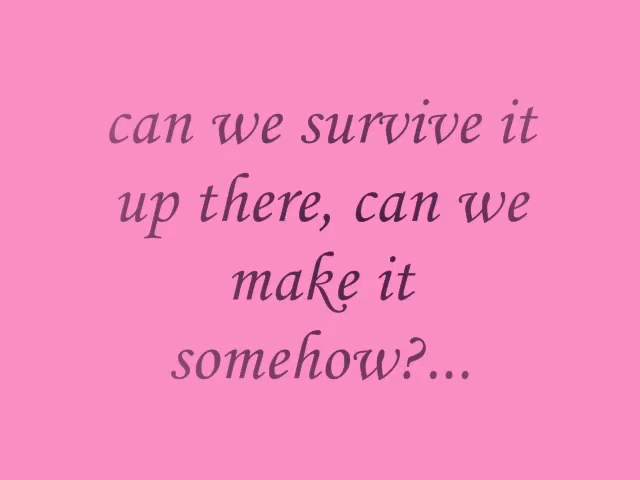 can we survive it
up there, can we
make it
somehow?...